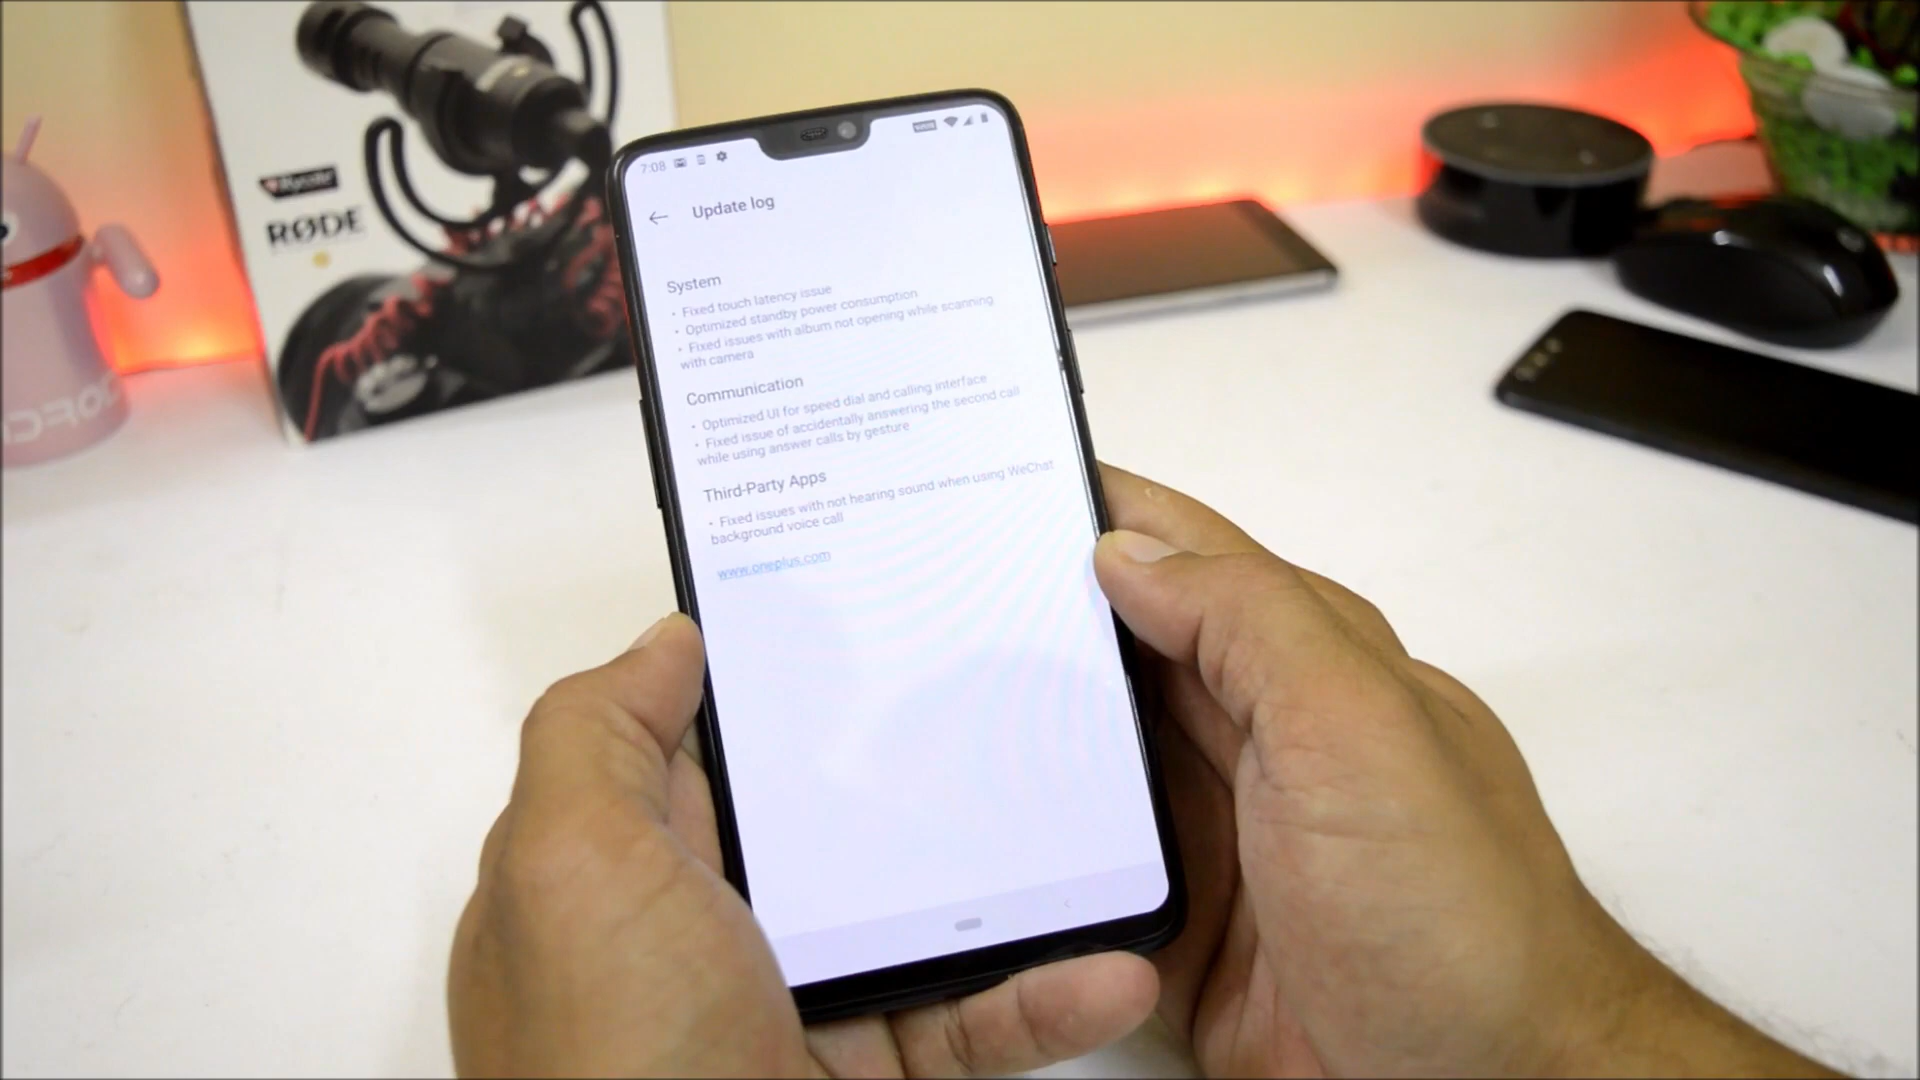 7:08
Update log
System
• Fixed touch latency issue
• Optimized standby power consumption
• Fixed issues with album not opening while scanning
with camera
Communication
• Optimized UI for speed dial and calling interface
• Fixed issue of accidentally answering the second call
while using answer calls by gesture
Third-Party Apps
• Fixed issues with not hearing sound when using WeChat
background voice call
www.oneplus.com
Rycote
RØDE